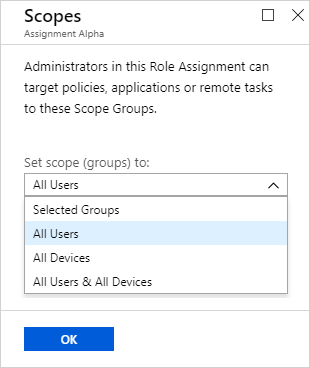 Scopes
Assignment Alpha
Administrators in this Role Assignment can
target policies, applications or remote tasks
to these Scope Groups.
Set scope (groups) to:
All Users
Selected Groups
All Users
All Devices
All Users & All Devices
OK